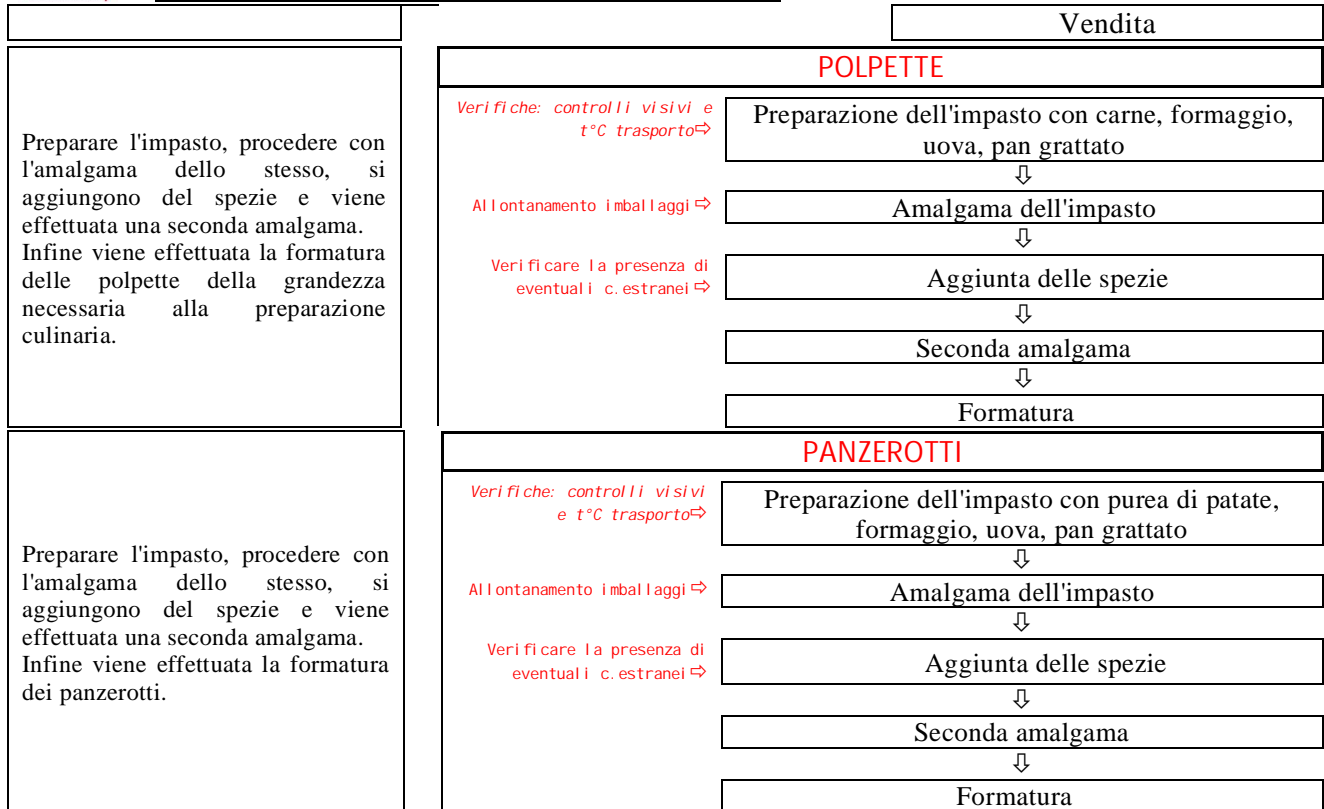 Vendita
Preparare l'impasto, procedere con
l'amalgama dello stesso, si
aggiungono del spezie e viene
effettuata una seconda amalgama.
Infine viene effettuata la formatura
delle polpette della grandezza
necessaria alla preparazione
culinaria.
POLPETTE
Verifiche: controlli visivi e
t°C trasporto⇨
Preparazione dell'impasto con carne, formaggio,
uova, pan grattato
⇩
Allontanamento imballaggi⇨
Amalgama dell'impasto
⇩
Verificare la presenza di
eventuali c.estranei⇨
Aggiunta delle spezie
⇩
Seconda amalgama
⇩
Formatura
Preparare l'impasto, procedere con
l'amalgama dello stesso, si
aggiungono del spezie e viene
effettuata una seconda amalgama.
Infine viene effettuata la formatura
dei panzerotti.
PANZEROTTI
Verifiche: controlli visivi
e t°C trasporto⇨
Preparazione dell'impasto con purea di patate,
formaggio, uova, pan grattato
⇩
Allontanamento imballaggi⇨
Amalgama dell'impasto
⇩
Verificare la presenza di
eventuali c.estranei⇨
Aggiunta delle spezie
⇩
Seconda amalgama
⇩
Formatura